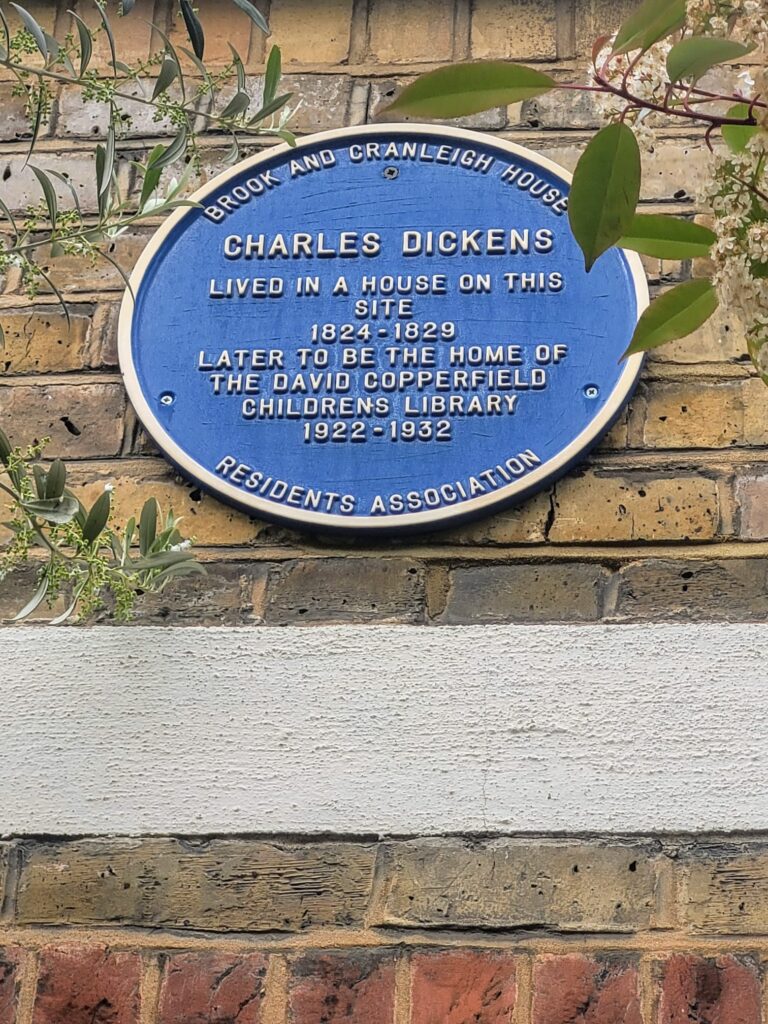 BROOK AND CRANLEIGH HOUSE
CHARLES DICKENS
LIVED IN A HOUSE ON THIS
SITE
1824-1829
LATER TO BE THE HOME OF
THE DAVID COPPERFIELD
CHILDRENS LIBRARY
1922-1932
RESIDENTS ASSOCIATION